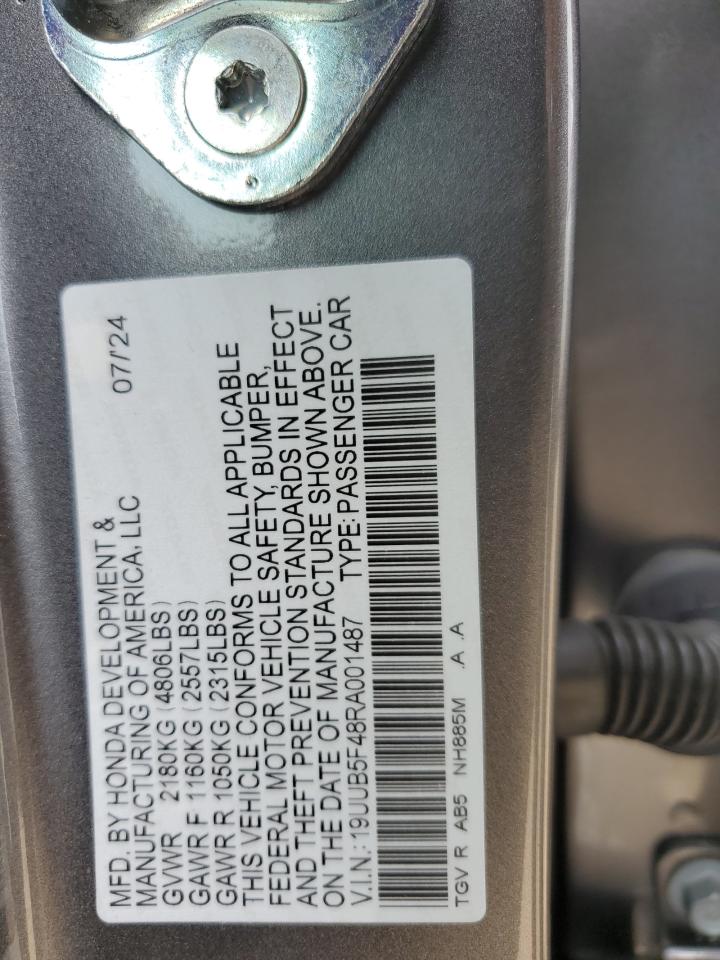 MFD. BY HONDA DEVELOPMENT &
MANUFACTURING OF AMERICA, LLC 07/'24
GVWR 2180KG (4806LBS)
GAWR F 1160KG (2557LBS)
GAWR R 1050KG (2315LBS)
THIS VEHICLE CONFORMS TO ALL APPLICABLE
FEDERAL MOTOR VEHICLE SAFETY, BUMPER,
AND THEFT PREVENTION STANDARDS IN EFFECT
ON THE DATE OF MANUFACTURE SHOWN ABOVE.
V.I.N.: 19UUB5F48RA001487 TYPE: PASSENGER CAR
TGV R AB5 NH885M .A .A